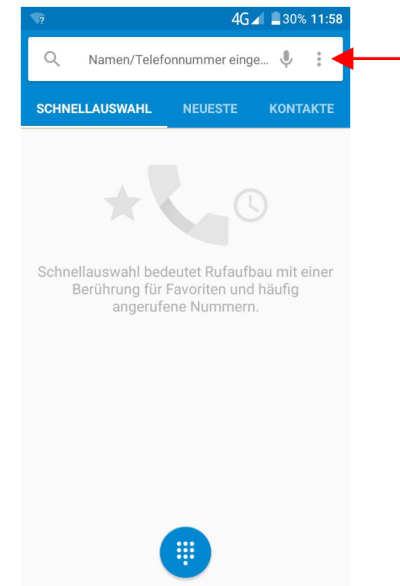 4G 30% 11:58
Namen/Telefonnummer einge...
SCHNELLAUSWAHL NEUESTE KONTAKTE
Schnellauswahl bedeutet Rufaufbau mit einer
Berührung für Favoriten und häufig
angerufene Nummern.